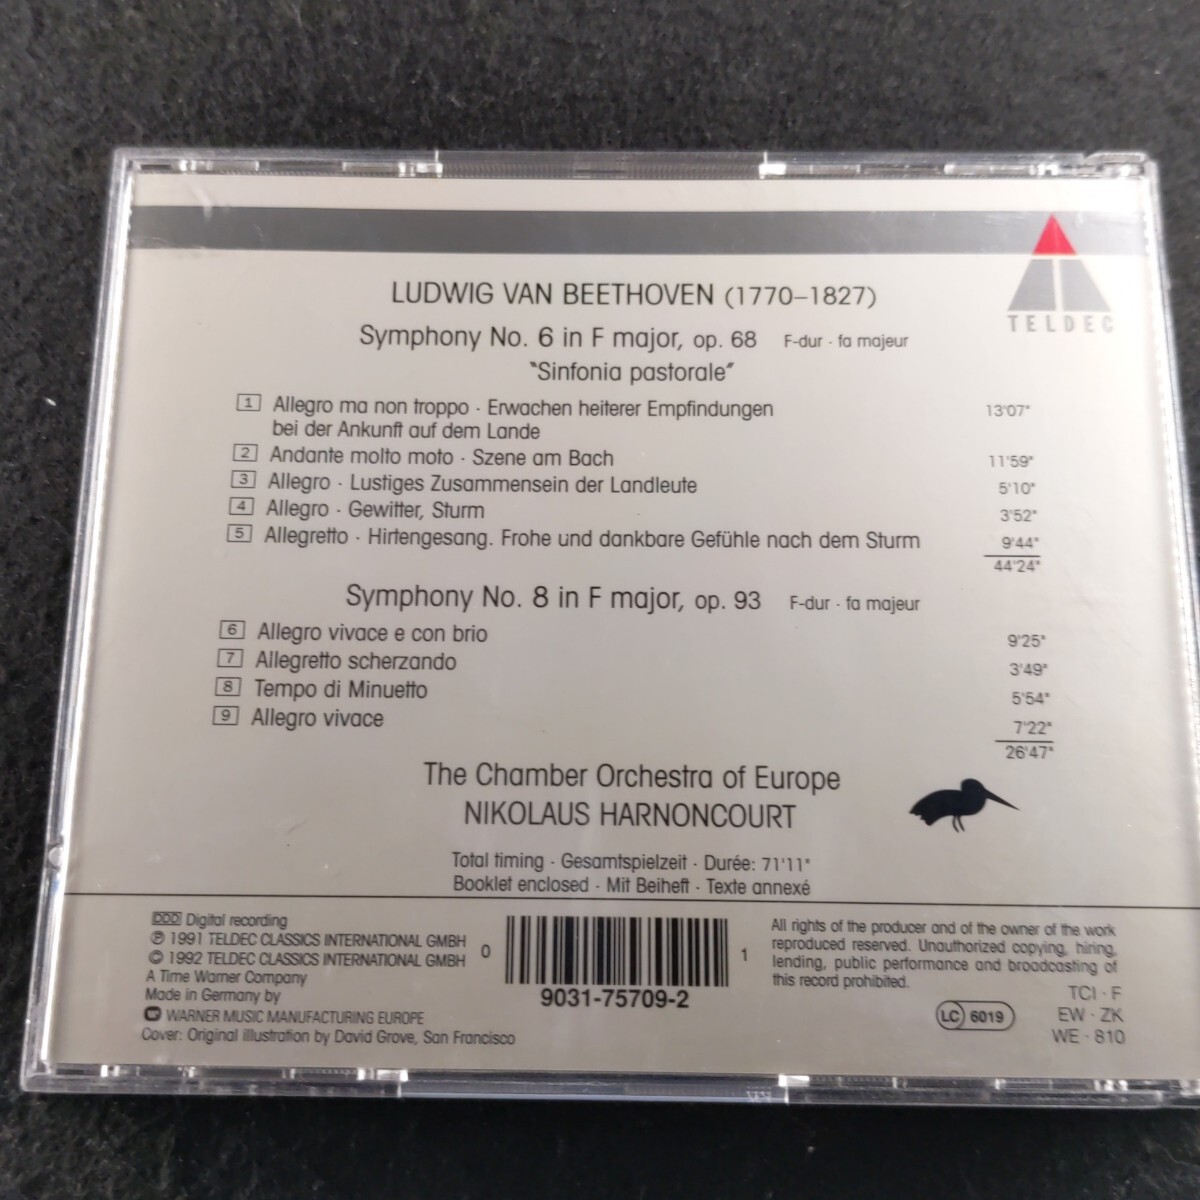 TELDEC
LUDWIG VAN BEETHOVEN (1770–1827)
Symphony No. 6 in F major, op. 68 F-dur · fa majeur
"Sinfonia pastorale"
1 Allegro ma non troppo · Erwachen heiterer Empfindungen
bei der Ankunft auf dem Lande 13'07"
2 Andante molto moto · Szene am Bach 11'59"
3 Allegro · Lustiges Zusammensein der Landleute 5'10"
4 Allegro · Gewitter, Sturm 3'52"
5 Allegretto · Hirtengesang. Frohe und dankbare Gefühle nach dem Sturm 9'44"
44'24"
Symphony No. 8 in F major, op. 93 F-dur · fa majeur
6 Allegro vivace e con brio 9'25"
7 Allegretto scherzando 3'49"
8 Tempo di Minuetto 5'54"
9 Allegro vivace 7'22"
26'47"
The Chamber Orchestra of Europe
NIKOLAUS HARNONCOURT
Total timing · Gesamtspielzeit · Durée: 71'11"
Booklet enclosed · Mit Beiheft · Texte annexé
DDD Digital recording
℗ 1991 TELDEC CLASSICS INTERNATIONAL GMBH
© 1992 TELDEC CLASSICS INTERNATIONAL GMBH
A Time Warner Company
Made in Germany by
WARNER MUSIC MANUFACTURING EUROPE
Cover: Original illustration by David Grove, San Francisco
0 1
9031-75709-2
All rights of the producer and of the owner of the work
reproduced reserved. Unauthorized copying, hiring,
lending, public performance and broadcasting of
this record prohibited.
LC 6019
TCI · F
EW · ZK
WE · 810